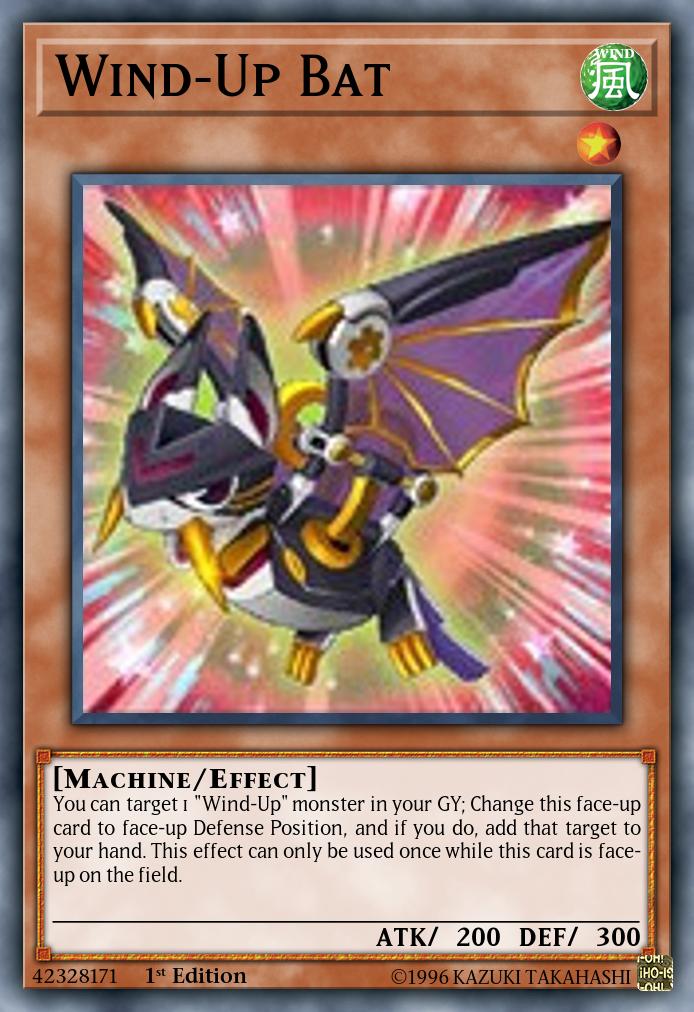 Wind-Up Bat
WIND
風
[Machine/Effect]
You can target 1 "Wind-Up" monster in your GY; Change this face-up
card to face-up Defense Position, and if you do, add that target to
your hand. This effect can only be used once while this card is face-
up on the field.
ATK/ 200 DEF/ 300
42328171 1st Edition ©1996 KAZUKI TAKAHASHI